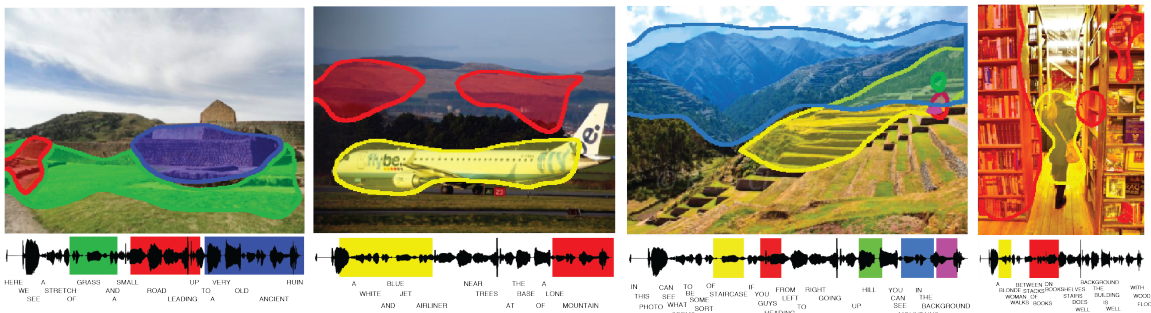 flybe.
e.
HERE WE SEE A STRETCH OF GRASS AND A SMALL ROAD LEADING UP TO A VERY OLD ANCIENT RUIN
A WHITE AND BLUE JET AIRLINER NEAR TREES AT THE BASE OF A LONE MOUNTAIN
IN THIS PHOTO CAN SEE WHAT TO BE SOME SORT OF STAIRCASE IF YOU GUYS FROM LEFT TO RIGHT GOING UP HILL YOU CAN SEE IN THE BACKGROUND
A BLONDE WOMAN WALKS BETWEEN STACKS OF BOOKS ON BOOKSHELVES STAIRS DOES WELL BACKGROUND THE BUILDING IS WELL WITH WOOD